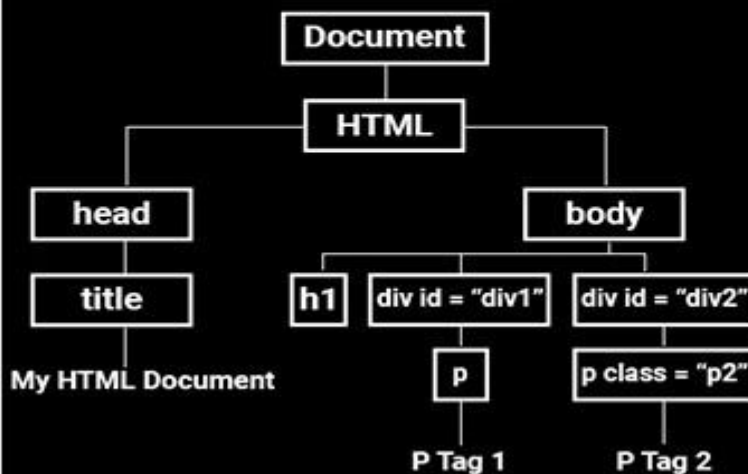 Document
HTML
head
body
title
h1
div id = “div1”
div id = “div2”
My HTML Document
p
p class = “p2”
P Tag 1
P Tag 2